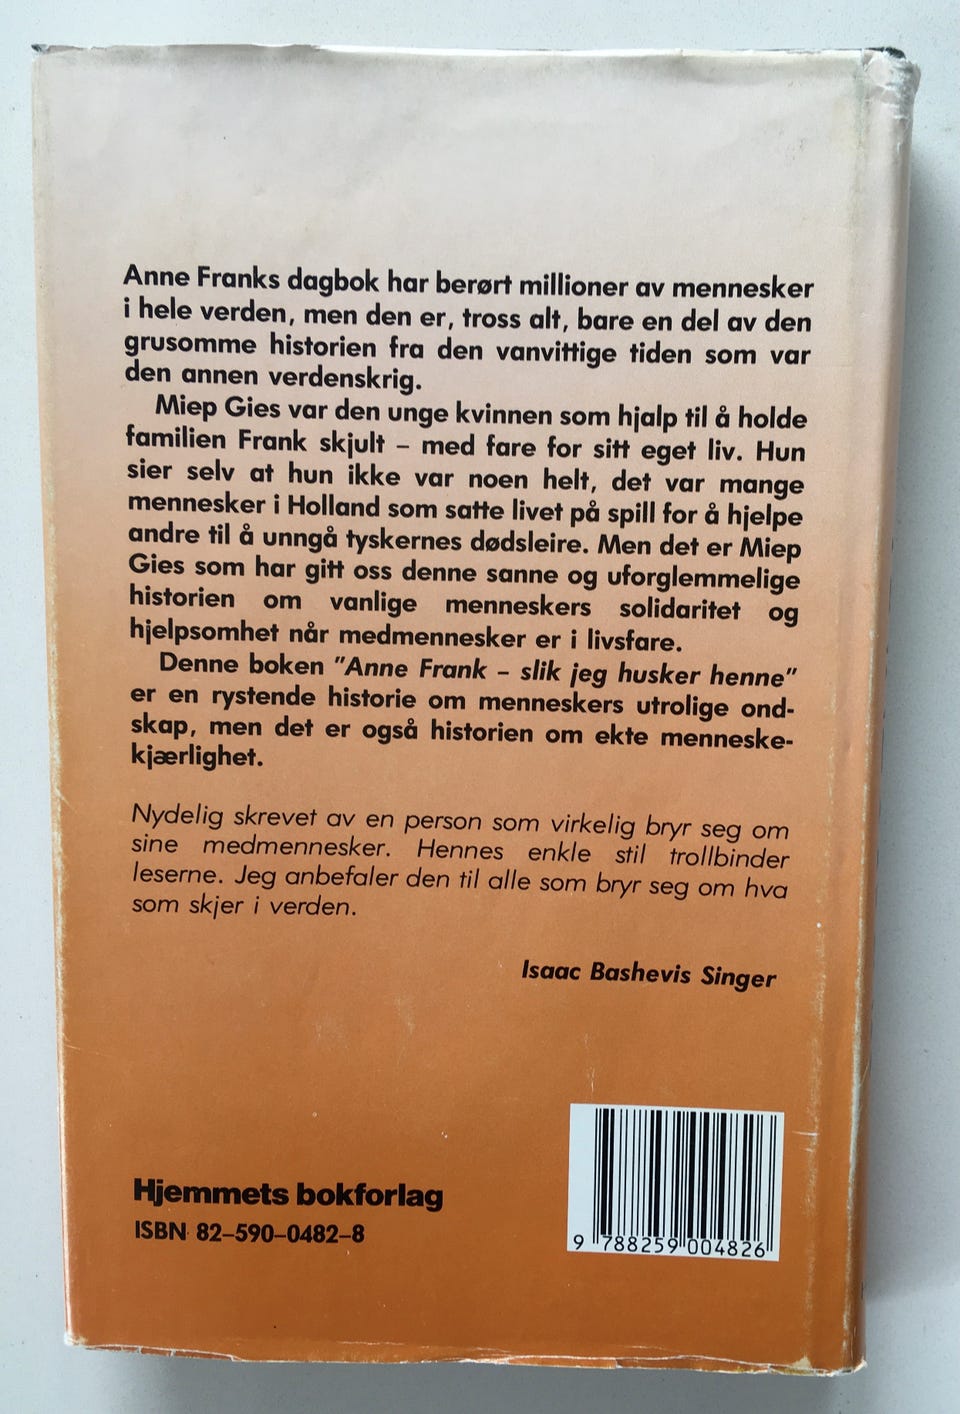 Anne Franks dagbok har berørt millioner av mennesker
i hele verden, men den er, tross alt, bare en del av den
grusomme historien fra den vanvittige tiden som var
den annen verdenskrig.
Miep Gies var den unge kvinnen som hjalp til å holde
familien Frank skjult – med fare for sitt eget liv. Hun
sier selv at hun ikke var noen helt, det var mange
mennesker i Holland som satte livet på spill for å hjelpe
andre til å unngå tyskernes dødsleire. Men det er Miep
Gies som har gitt oss denne sanne og uforglemmelige
historien om vanlige menneskers solidaritet og
hjelpsomhet når medmennesker er i livsfare.
Denne boken "Anne Frank – slik jeg husker henne"
er en rystende historie om menneskers utrolige ond-
skap, men det er også historien om ekte menneske-
kjærlighet.
Nydelig skrevet av en person som virkelig bryr seg om
sine medmennesker. Hennes enkle stil trollbinder
leserne. Jeg anbefaler den til alle som bryr seg om hva
som skjer i verden.
Isaac Bashevis Singer
Hjemmets bokforlag
ISBN 82–590–0482–8
9 788259 004826